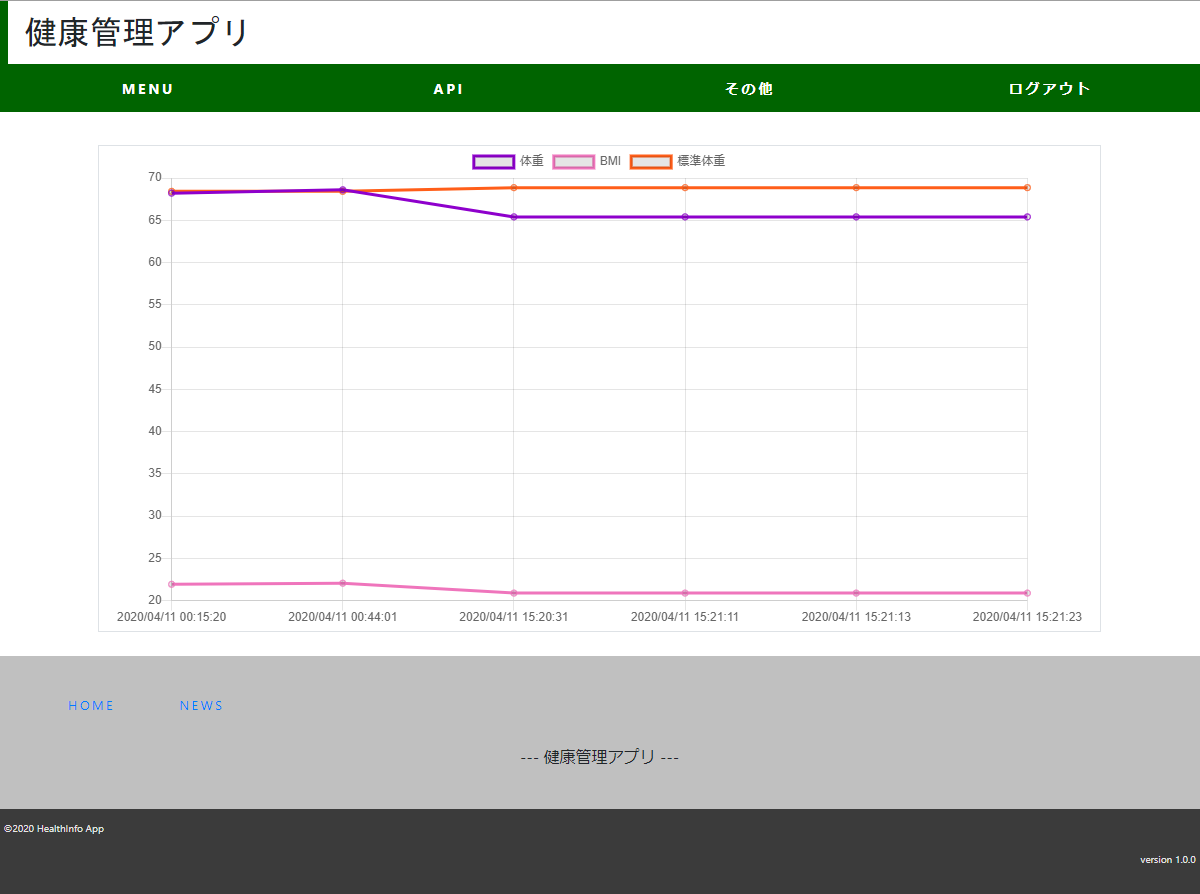 健康管理アプリ
MENU API その他 ログアウト
体重 BMI 標準体重
70
65
60
55
50
45
40
35
30
25
20
2020/04/11 00:15:20 2020/04/11 00:44:01 2020/04/11 15:20:31 2020/04/11 15:21:11 2020/04/11 15:21:13 2020/04/11 15:21:23
HOME NEWS
--- 健康管理アプリ ---
©2020 HealthInfo App
version 1.0.0